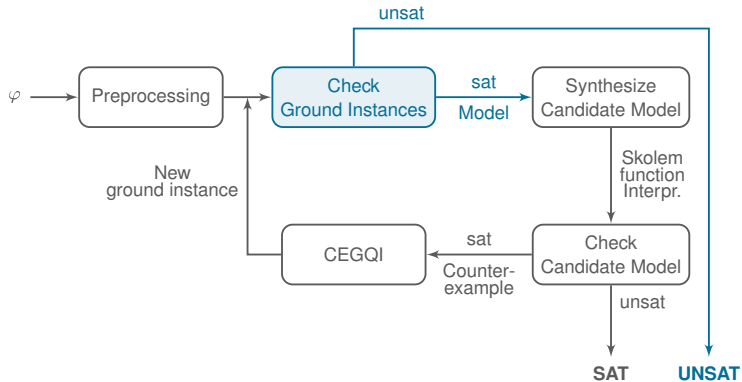 unsat
φ
Preprocessing
Check
Ground Instances
sat
Model
Synthesize
Candidate Model
New
ground instance
Skolem
function
Interpr.
CEGQI
sat
Counter-
example
Check
Candidate Model
unsat
SAT
UNSAT